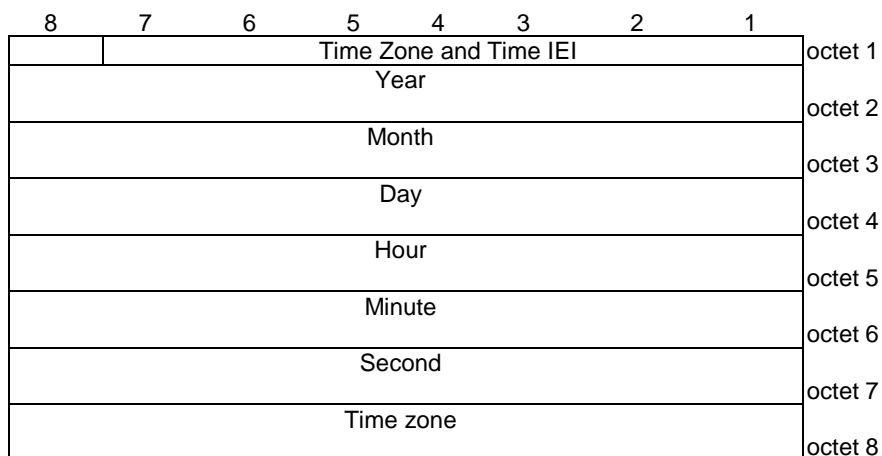 8 7 6 5 4 3 2 1
Time Zone and Time IEI octet 1
Year
octet 2
Month
octet 3
Day
octet 4
Hour
octet 5
Minute
octet 6
Second
octet 7
Time zone
octet 8